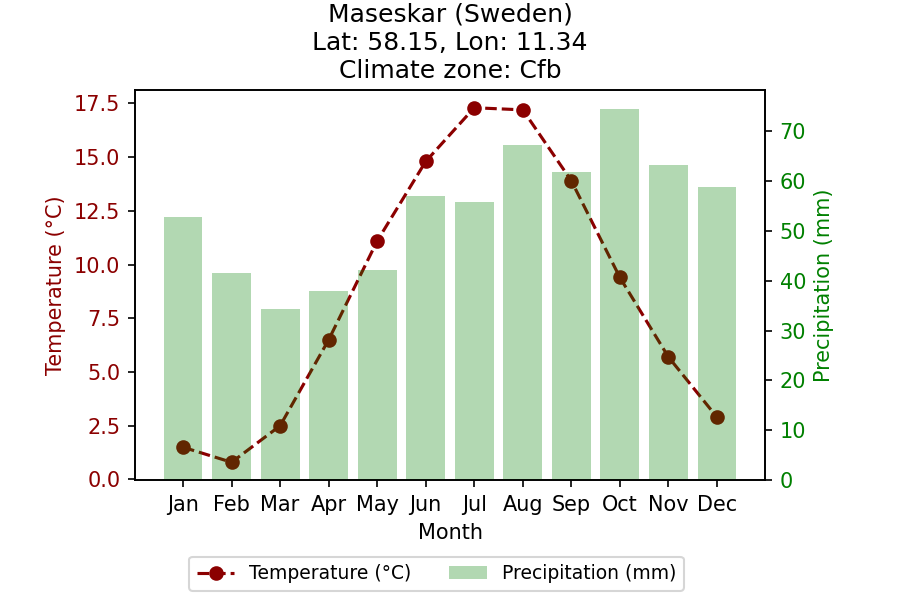 Maseskar (Sweden)
Lat: 58.15, Lon: 11.34
Climate zone: Cfb
17.5
15.0
12.5
10.0
7.5
5.0
2.5
0.0
Temperature (°C)
70
60
50
40
30
20
10
0
Precipitation (mm)
Jan Feb Mar Apr May Jun Jul Aug Sep Oct Nov Dec
Month
Temperature (°C) Precipitation (mm)